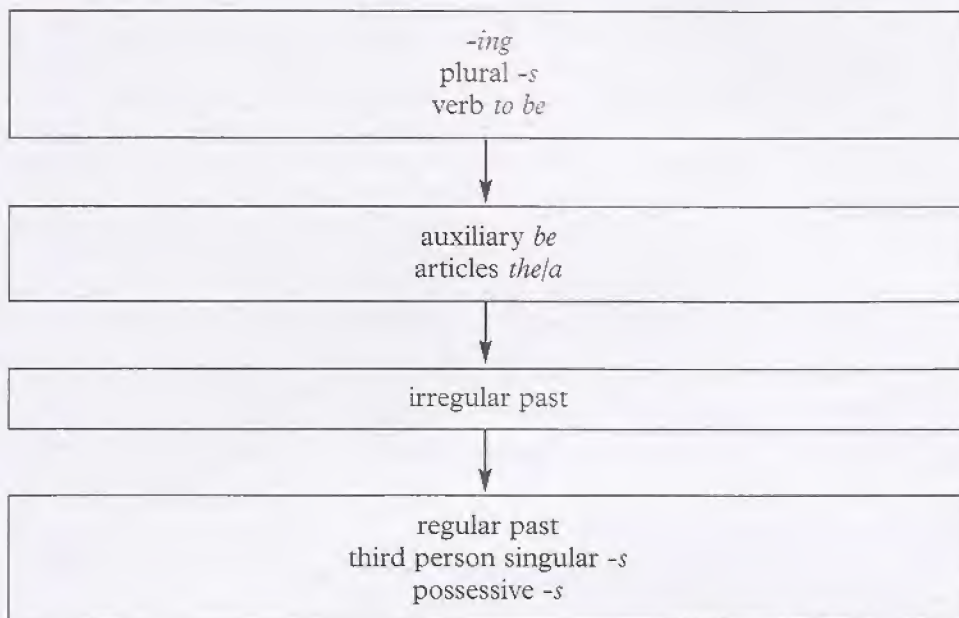 -ing
plural -s
verb to be
auxiliary be
articles the/a
irregular past
regular past
third person singular -s
possessive -s